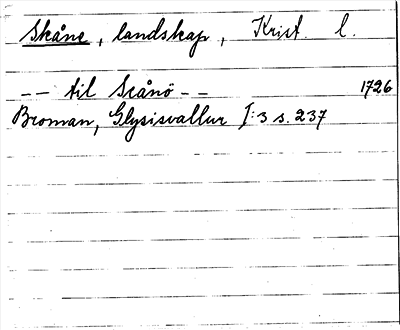 Skåne, landskap, Krist. l.
-- til Scånö -- 1726
Broman, Glysisvallur I:3 s. 237